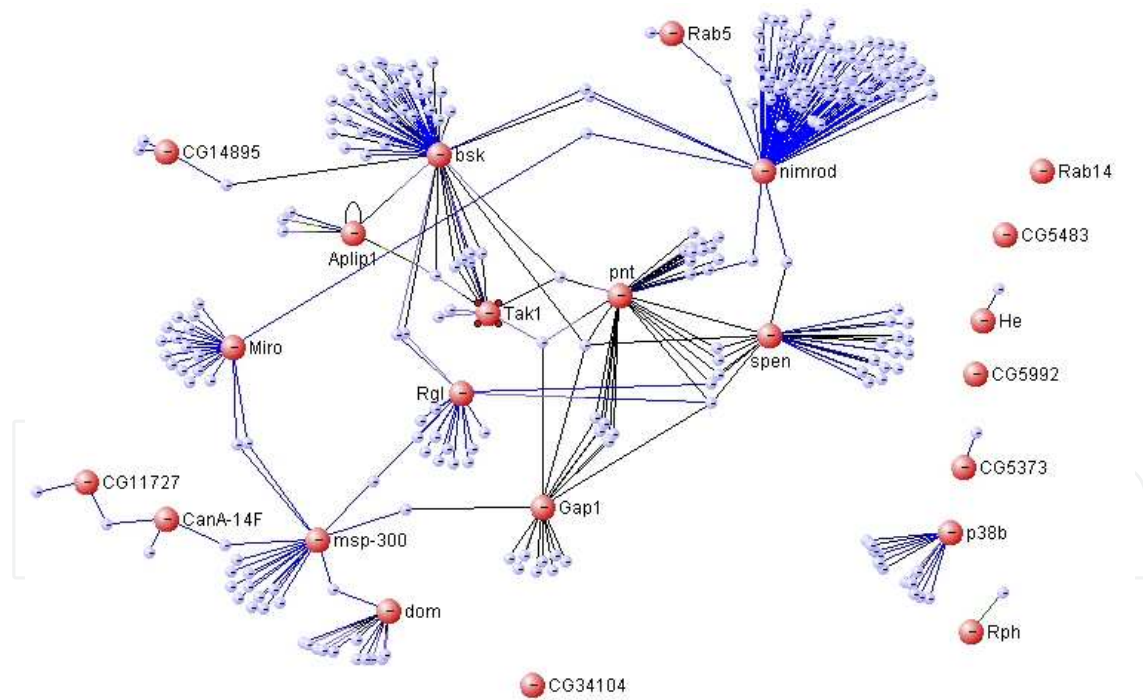 Rab5
bsk
CG14895
nimrod
Rab14
CG5483
Aplip1
pnt
Tak1
He
Miro
spen
CG5992
Rgl
CG5373
CG11727
Gap1
CanA-14F
msp-300
p38b
dom
Rph
CG34104